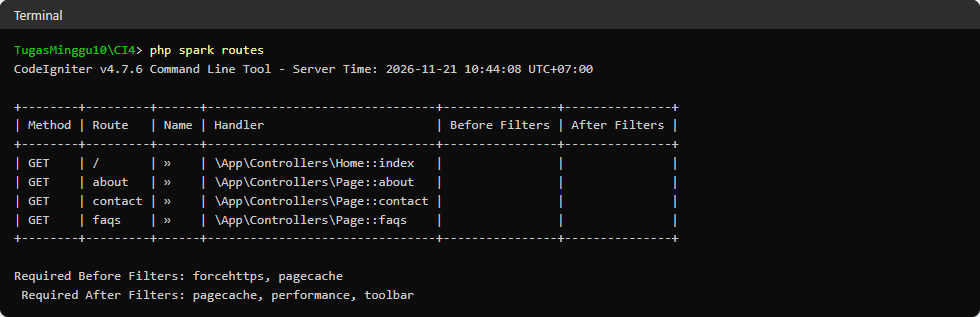 Terminal
TugasMinggu10\CI4> php spark routes
CodeIgniter v4.7.6 Command Line Tool - Server Time: 2026-11-21 10:44:08 UTC+07:00
+--------+---------+------+--------------------------------+----------------+---------------+
| Method | Route   | Name | Handler                        | Before Filters | After Filters |
+--------+---------+------+--------------------------------+----------------+---------------+
| GET    | /       | »    | \App\Controllers\Home::index   |                |               |
| GET    | about   | »    | \App\Controllers\Page::about   |                |               |
| GET    | contact | »    | \App\Controllers\Page::contact |                |               |
| GET    | faqs    | »    | \App\Controllers\Page::faqs    |                |               |
+--------+---------+------+--------------------------------+----------------+---------------+
Required Before Filters: forcehttps, pagecache
 Required After Filters: pagecache, performance, toolbar